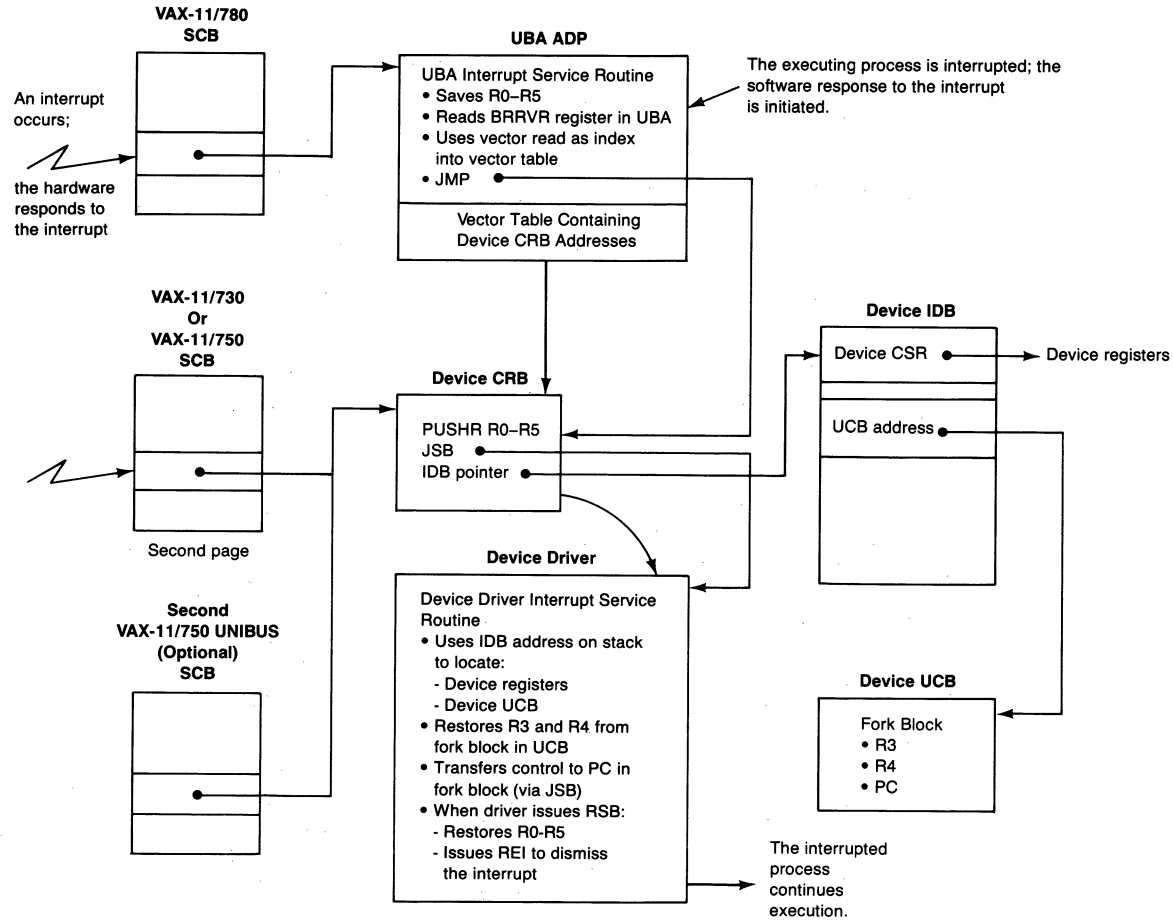 VAX-11/780
SCB
An interrupt
occurs;
the hardware
responds to
the interrupt
UBA ADP
UBA Interrupt Service Routine
• Saves R0–R5
• Reads BRRVR register in UBA
• Uses vector read as index
into vector table
• JMP
Vector Table Containing
Device CRB Addresses
The executing process is interrupted; the
software response to the interrupt
is initiated.
VAX-11/730
Or
VAX-11/750
SCB
Second page
Device CRB
PUSHR R0–R5
JSB
IDB pointer
Device IDB
Device CSR
Device registers
UCB address
Second
VAX-11/750 UNIBUS
(Optional)
SCB
Device Driver
Device Driver Interrupt Service
Routine
• Uses IDB address on stack
to locate:
- Device registers
- Device UCB
• Restores R3 and R4 from
fork block in UCB
• Transfers control to PC in
fork block (via JSB)
• When driver issues RSB:
- Restores R0-R5
- Issues REI to dismiss
the interrupt
Device UCB
Fork Block
• R3
• R4
• PC
The interrupted
process
continues
execution.